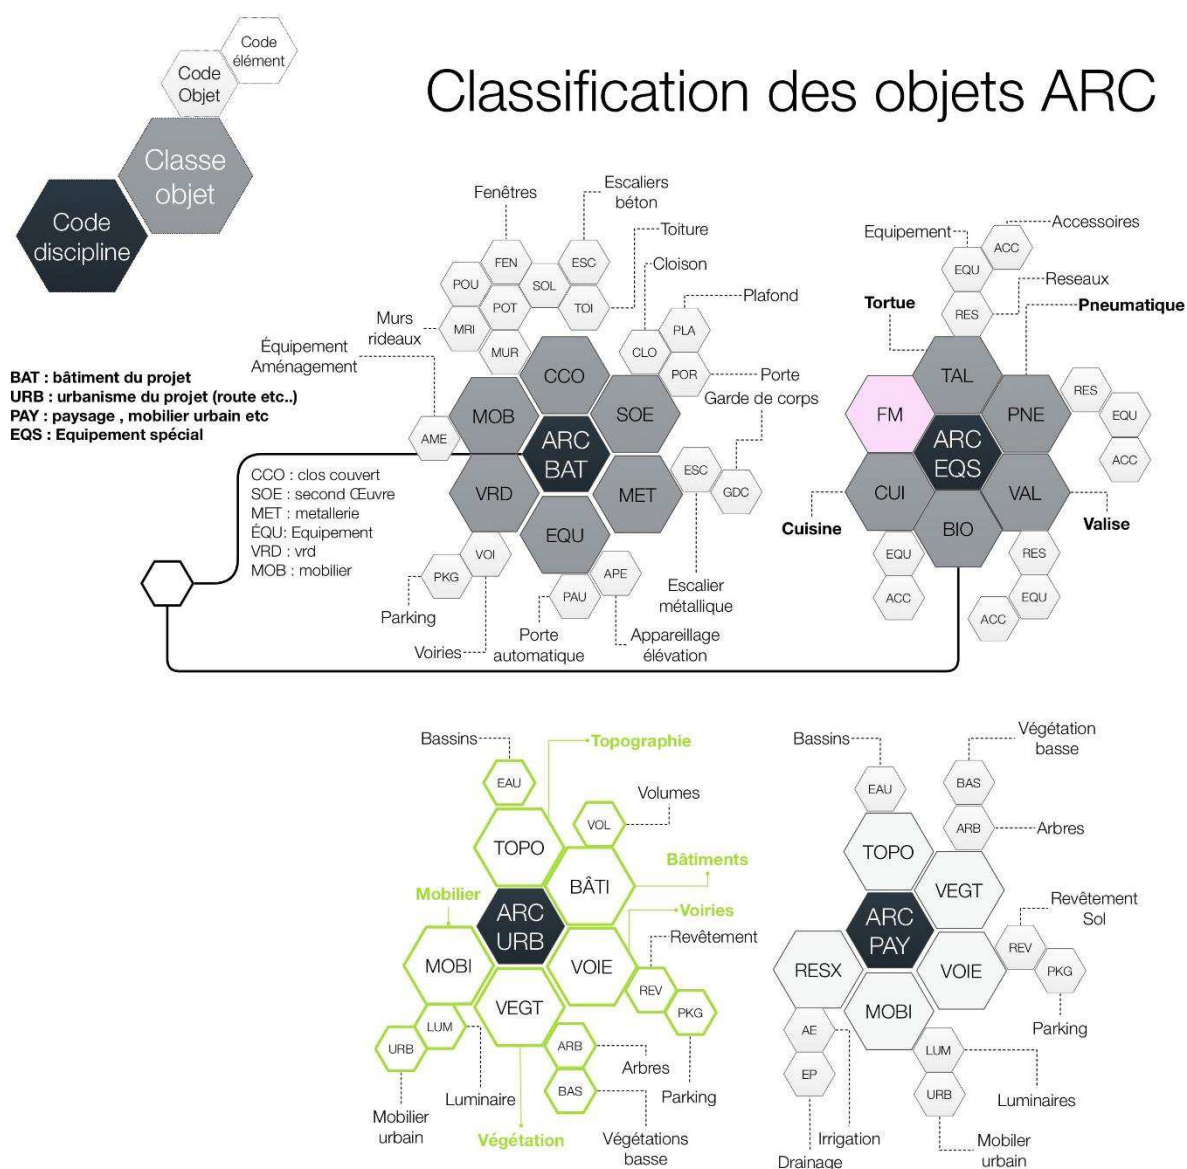 Classification des objets ARC
Code
élément
Code
Objet
Classe
objet
Code
discipline
BAT : bâtiment du projet
URB : urbanisme du projet (route etc..)
PAY : paysage , mobilier urbain etc
EQS : Equipement spécial
CCO : clos couvert
SOE : second Œuvre
MET : metallerie
ÉQU: Equipement
VRD : vrd
MOB : mobilier
Fenêtres
Escaliers
béton
Toiture
Cloison
Plafond
Murs
rideaux
Équipement
Aménagement
FEN
ESC
POU
SOL
POT
TOI
MRI
MUR
PLA
CLO
POR
Porte
Garde de corps
AME
CCO
MOB
SOE
ARC
BAT
VRD
MET
EQU
ESC
GDC
VOI
PKG
APE
PAU
Parking
Voiries
Porte
automatique
Appareillage
élévation
Escalier
métallique
Accessoires
Equipement
ACC
EQU
Reseaux
RES
Tortue
Pneumatique
TAL
FM
PNE
ARC
EQS
CUI
VAL
BIO
RES
EQU
ACC
Cuisine
Valise
EQU
ACC
RES
EQU
ACC
Bassins
Topographie
EAU
Volumes
VOL
TOPO
Bâtiments
BÂTI
Mobilier
ARC
URB
Voiries
Revêtement
MOBI
VOIE
VEGT
REV
PKG
LUM
URB
ARB
BAS
Arbres
Parking
Luminaire
Mobilier
urbain
Végétation
Végétations
basse
Bassins
Végétation
basse
EAU
BAS
ARB
Arbres
TOPO
VEGT
ARC
PAY
Revêtement
Sol
RESX
VOIE
REV
PKG
MOBI
Parking
AE
EP
LUM
URB
Luminaires
Irrigation
Drainage
Mobiler
urbain